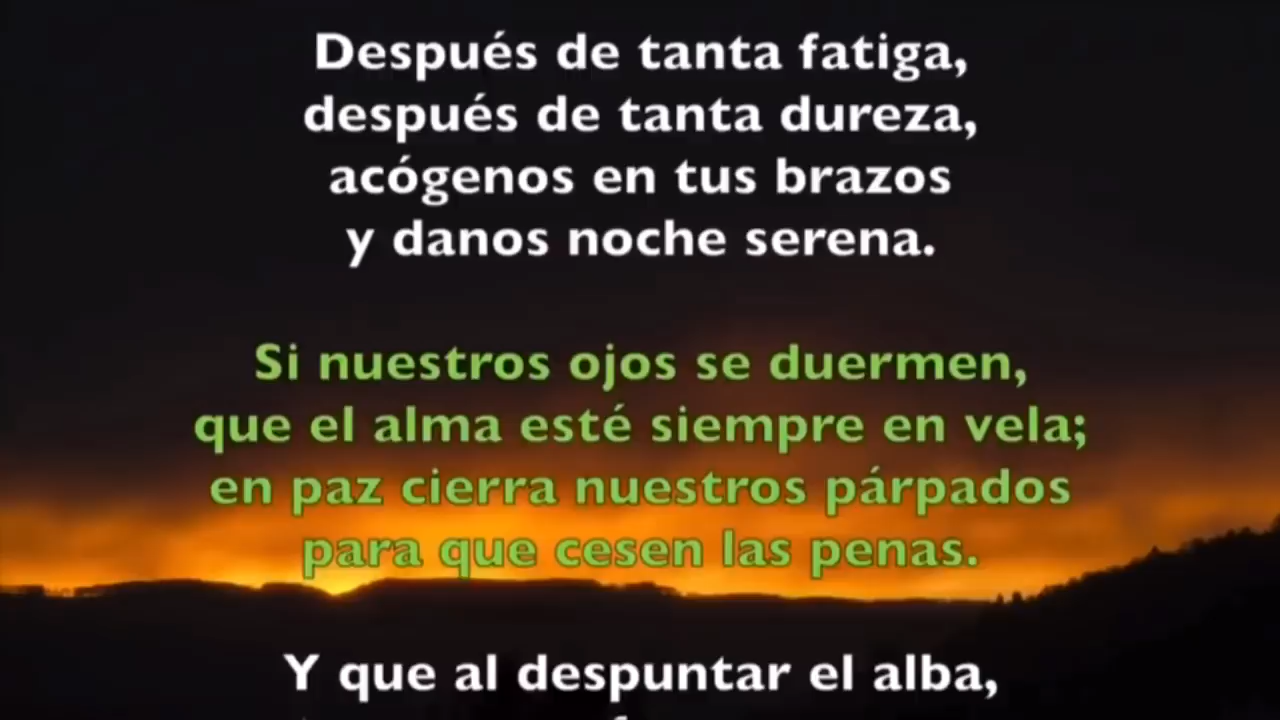 Después de tanta fatiga,
después de tanta dureza,
acógenos en tus brazos
y danos noche serena.
Si nuestros ojos se duermen,
que el alma esté siempre en vela;
en paz cierra nuestros párpados
para que cesen las penas.
Y que al despuntar el alba,